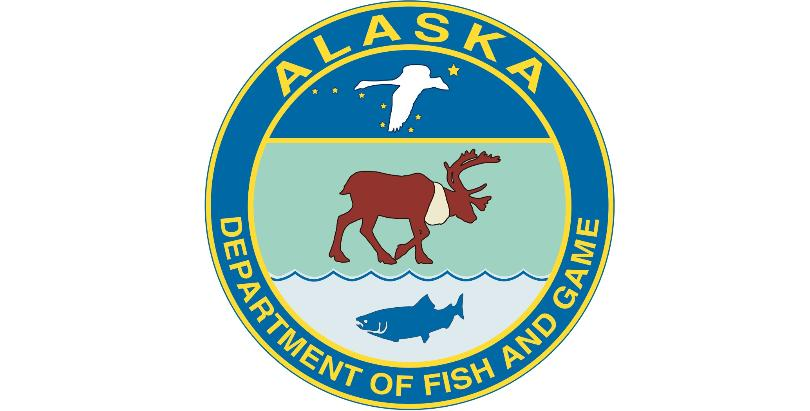 ALASKA
DEPARTMENT OF FISH AND GAME